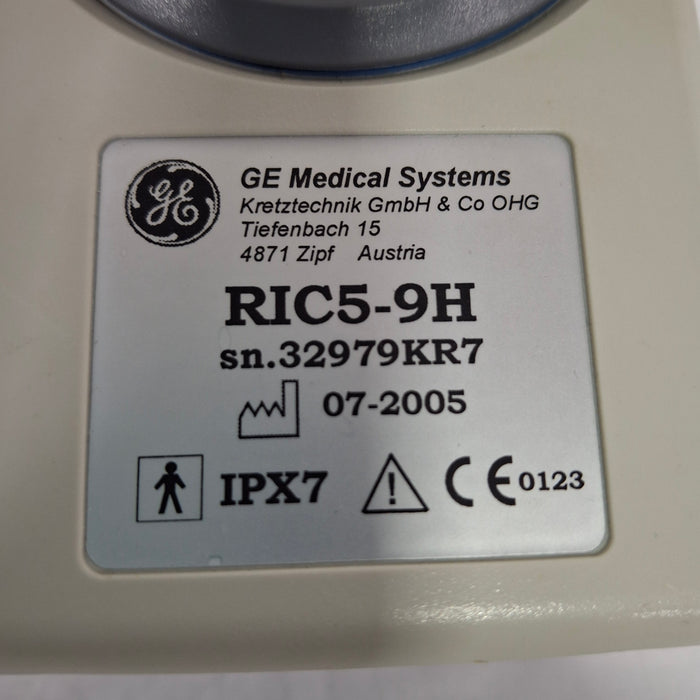 GE
GE Medical Systems
Kretztechnik GmbH & Co OHG
Tiefenbach 15
4871 Zipf Austria
RIC5-9H
sn.32979KR7
07-2005
IPX7 ! CE 0123